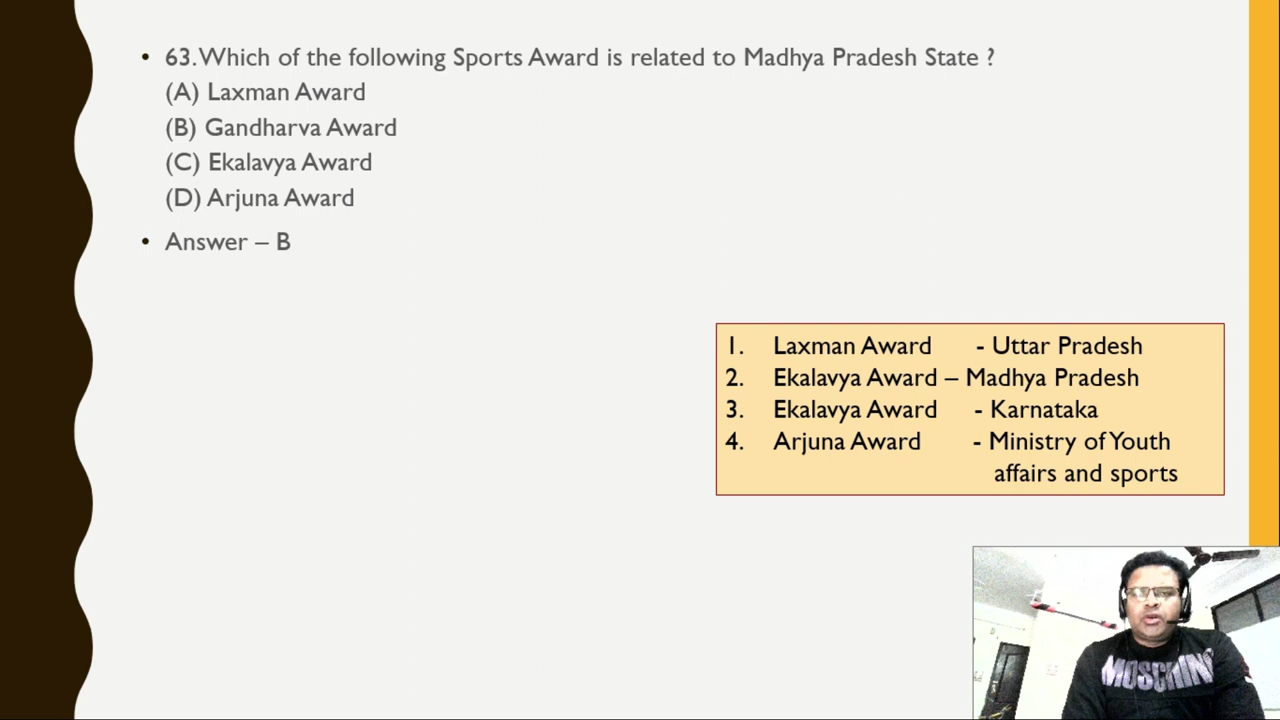 • 63. Which of the following Sports Award is related to Madhya Pradesh State ?
(A) Laxman Award
(B) Gandharva Award
(C) Ekalavya Award
(D) Arjuna Award
• Answer – B
1. Laxman Award - Uttar Pradesh
2. Ekalavya Award – Madhya Pradesh
3. Ekalavya Award - Karnataka
4. Arjuna Award - Ministry of Youth
affairs and sports
MOSCHINO